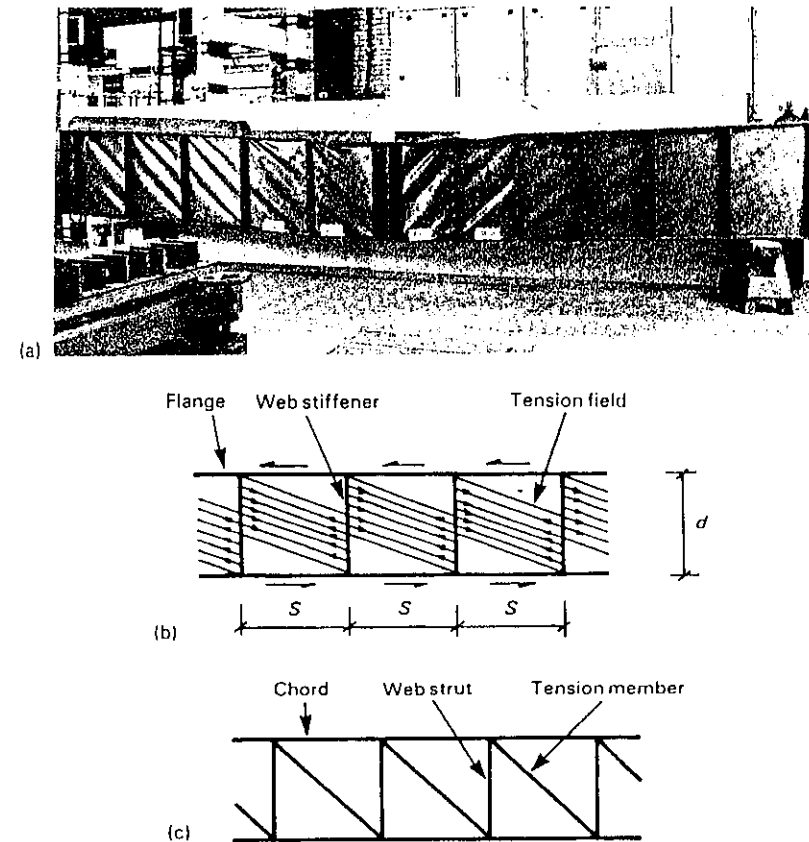 (a)
Flange Web stiffener Tension field
d
S S S
(b)
Chord Web strut Tension member
(c)